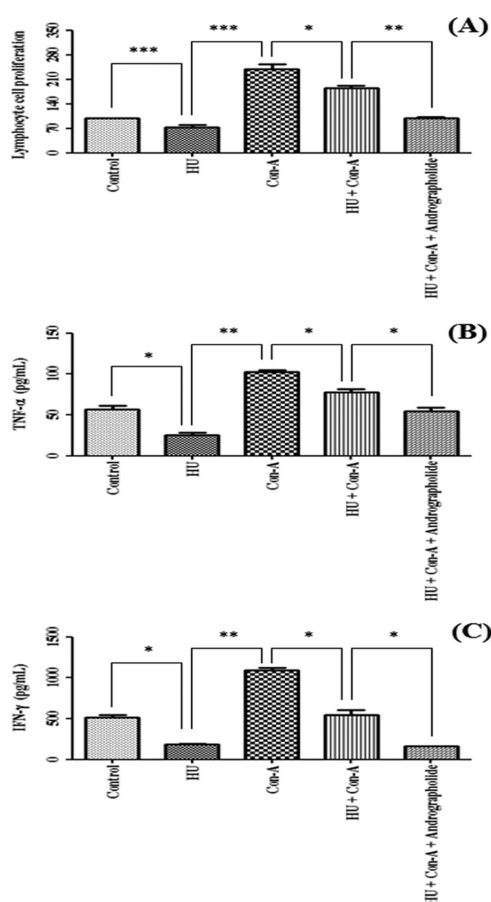 (A)
Lymphocyte cell proliferation
350
280
210
140
70
0
***
***
*
**
Control
HU
Con-A
HU + Con-A
HU + Con-A + Andrographolide
(B)
TNF-α (pg/mL)
150
100
50
0
*
**
*
*
Control
HU
Con-A
HU + Con-A
HU + Con-A + Andrographolide
(C)
IFN-γ (pg/mL)
1500
1000
500
0
*
**
*
*
Control
HU
Con-A
HU + Con-A
HU + Con-A + Andrographolide